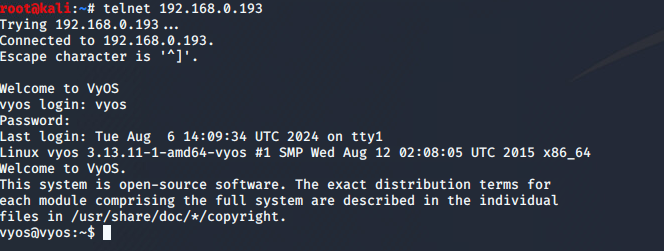 root@kali:~# telnet 192.168.0.193
Trying 192.168.0.193...
Connected to 192.168.0.193.
Escape character is '^]'.
Welcome to VyOS
vyos login: vyos
Password:
Last login: Tue Aug  6 14:09:34 UTC 2024 on tty1
Linux vyos 3.13.11-1-amd64-vyos #1 SMP Wed Aug 12 02:08:05 UTC 2015 x86_64
Welcome to VyOS.
This system is open-source software. The exact distribution terms for
each module comprising the full system are described in the individual
files in /usr/share/doc/*/copyright.
vyos@vyos:~$